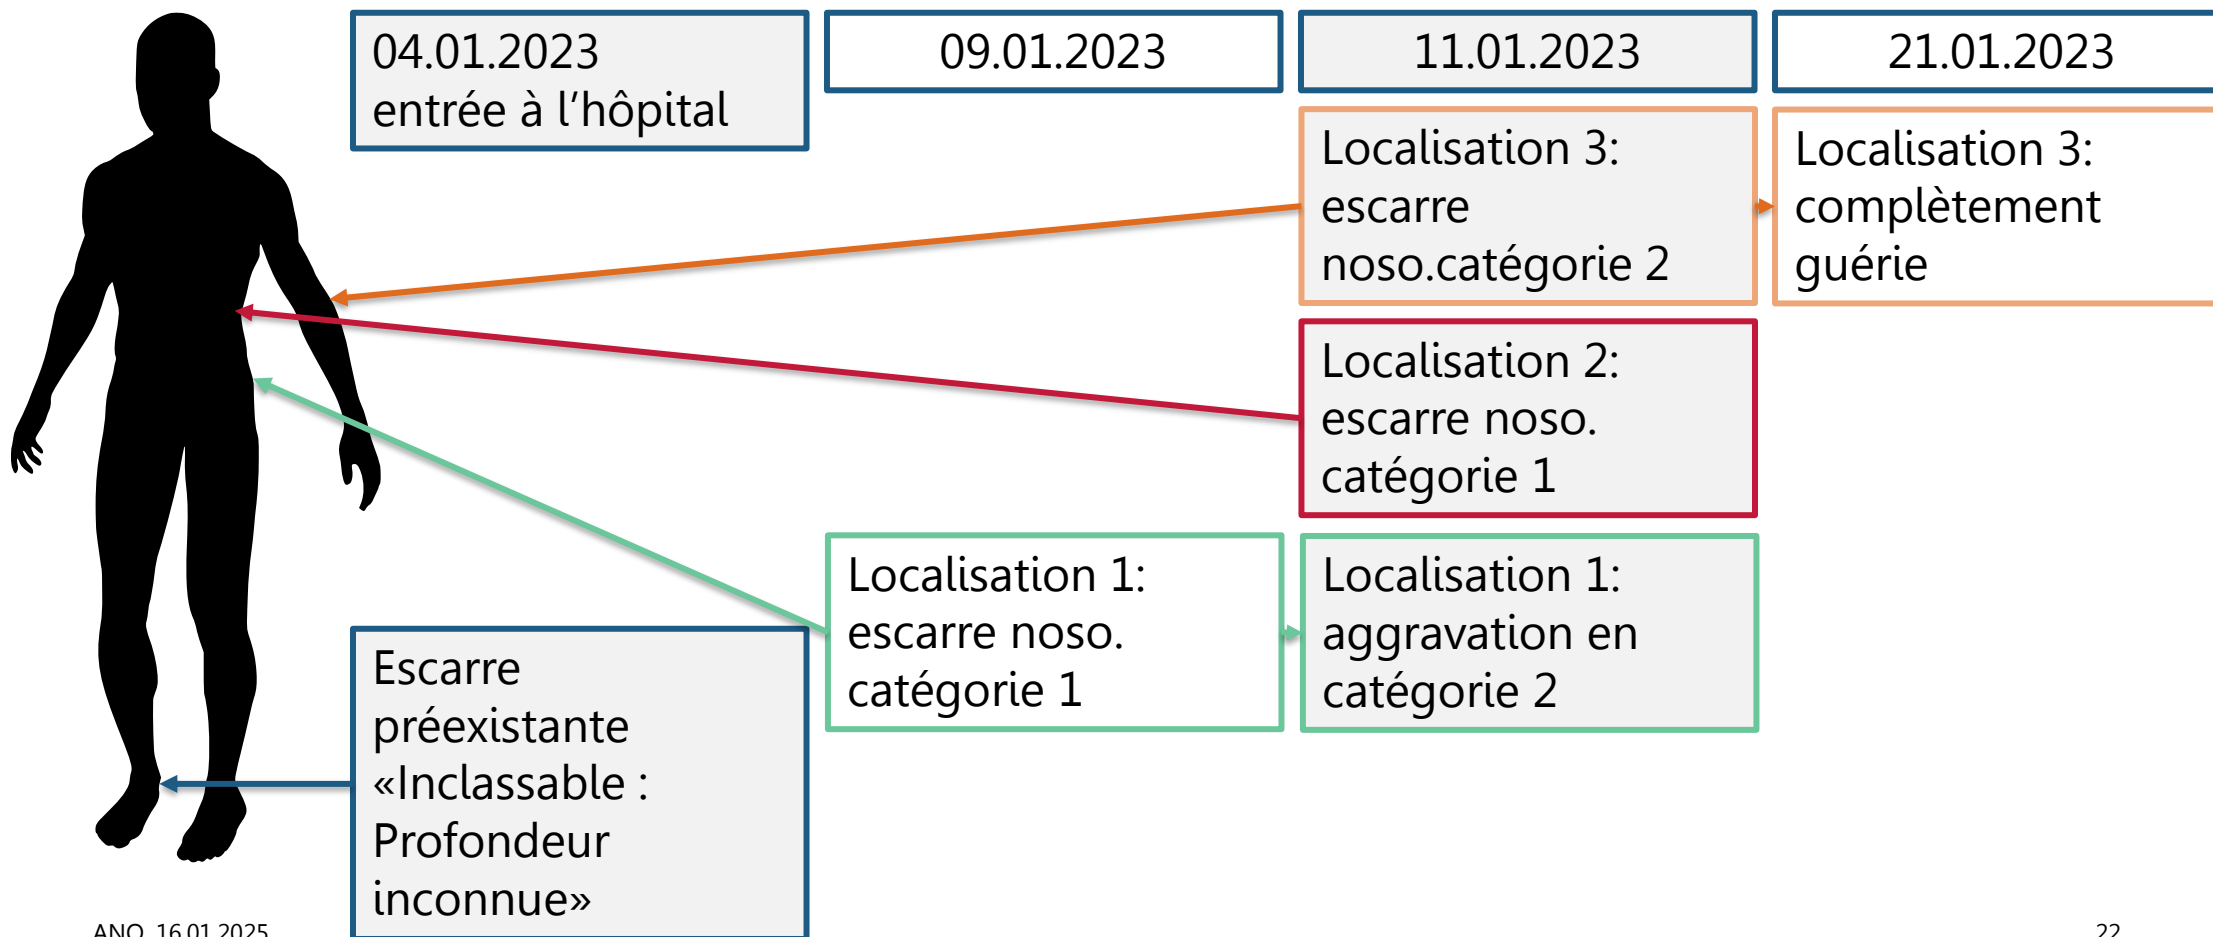 04.01.2023
entrée à l’hôpital
09.01.2023
11.01.2023
21.01.2023
Localisation 3:
escarre
noso.catégorie 2
Localisation 3:
complètement
guérie
Localisation 2:
escarre noso.
catégorie 1
Localisation 1:
escarre noso.
catégorie 1
Localisation 1:
aggravation en
catégorie 2
Escarre
préexistante
«Inclassable :
Profondeur
inconnue»
ANQ, 16.01.2025
22